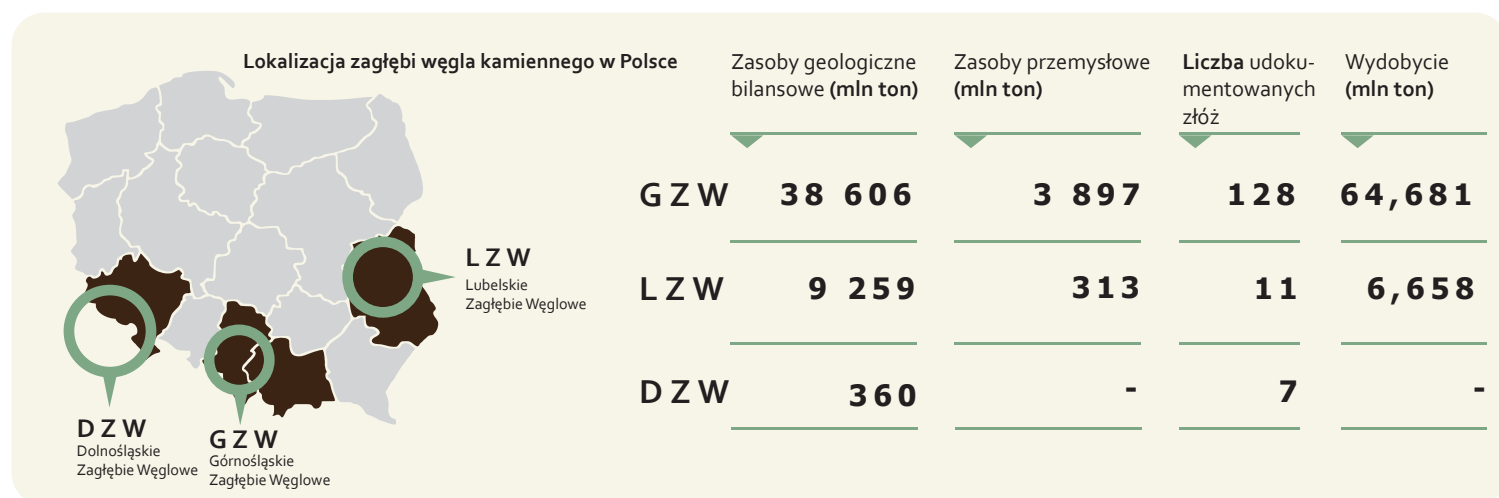 Lokalizacja zagłębi węgla kamiennego w Polsce
Zasoby geologiczne
bilansowe (mln ton)
Zasoby przemysłowe
(mln ton)
Liczba udoku-
mentowanych
złóż
Wydobycie
(mln ton)
GZW 38 606 3 897 128 64,681
LZW 9 259 313 11 6,658
DZW 360 - 7 -
LZW
Lubelskie
Zagłębie Węglowe
DZW
Dolnośląskie
Zagłębie Węglowe
GZW
Górnośląskie
Zagłębie Węglowe